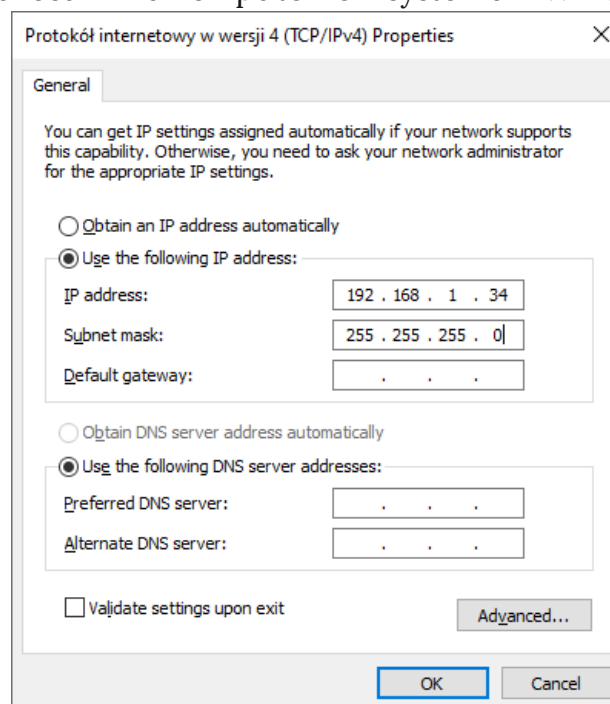 Protokół internetowy w wersji 4 (TCP/IPv4) Properties
General
You can get IP settings assigned automatically if your network supports
this capability. Otherwise, you need to ask your network administrator
for the appropriate IP settings.
Obtain an IP address automatically
Use the following IP address:
IP address: 192 . 168 . 1 . 34
Subnet mask: 255 . 255 . 255 . 0
Default gateway: . . .
Obtain DNS server address automatically
Use the following DNS server addresses:
Preferred DNS server: . . .
Alternate DNS server: . . .
Validate settings upon exit
Advanced...
OK Cancel